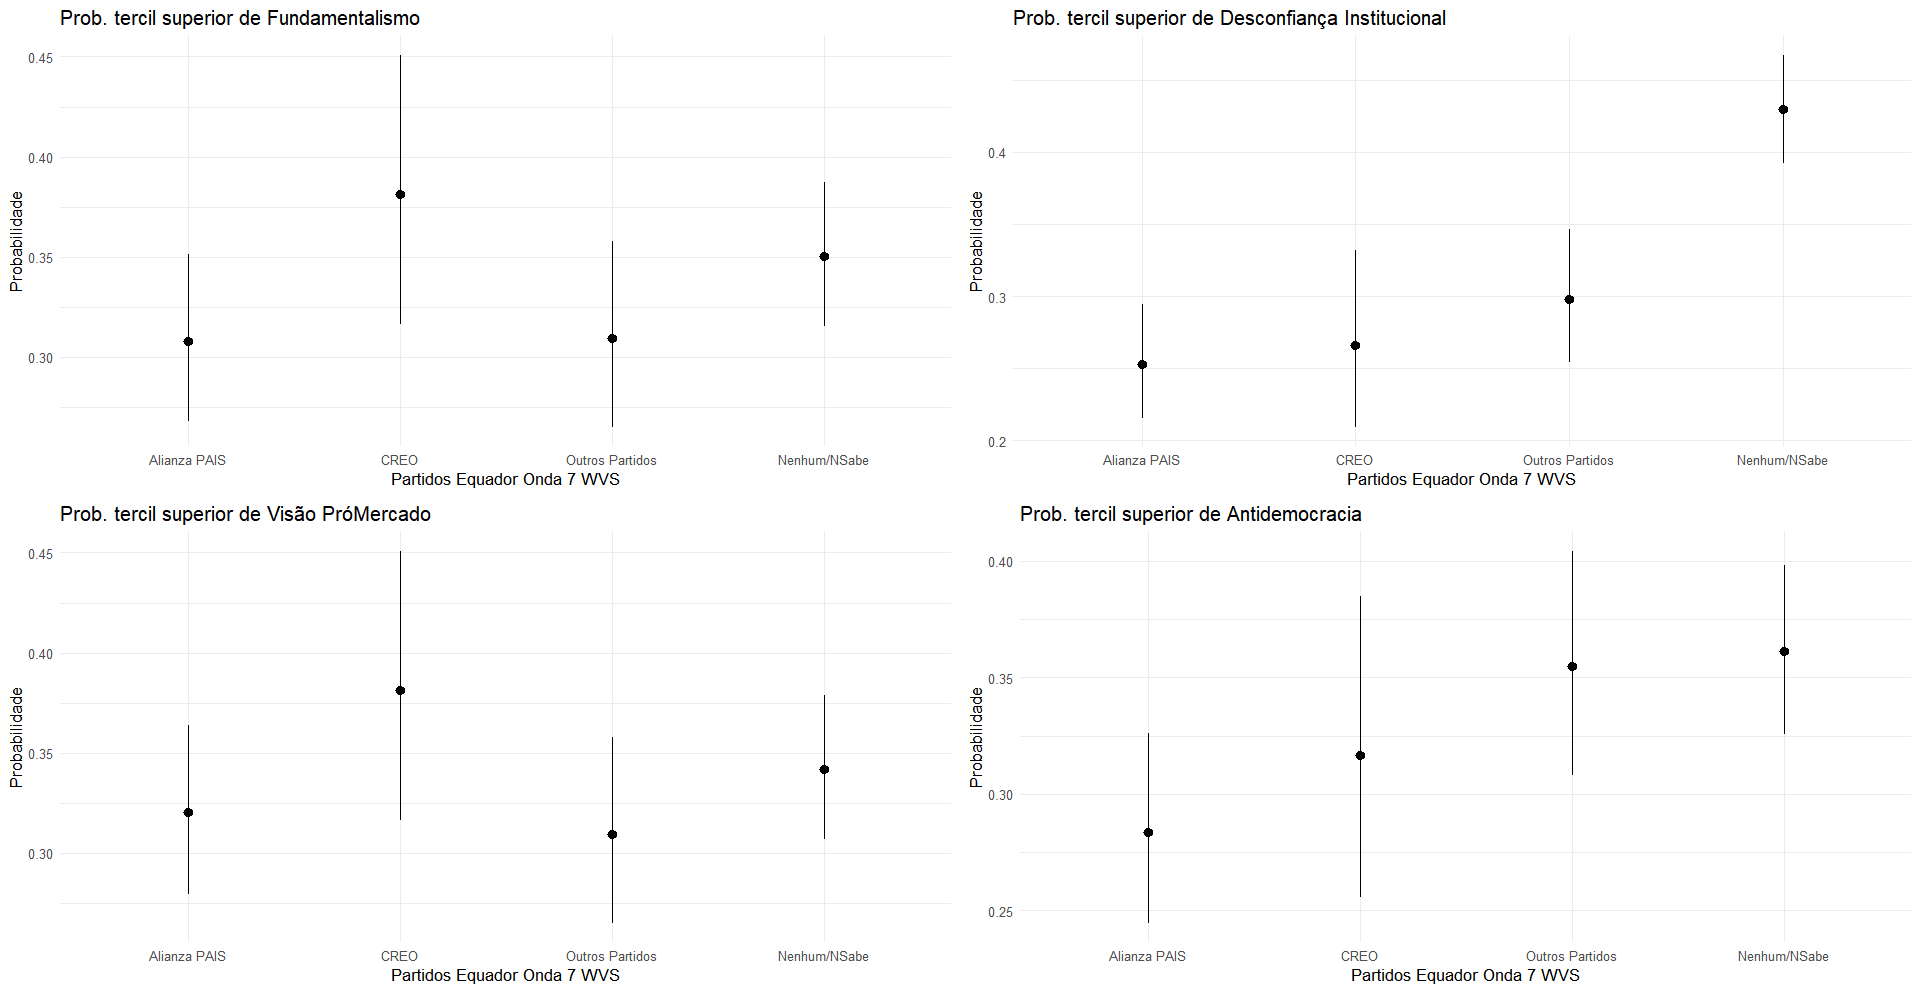 Prob. tercil superior de Fundamentalismo
Probabilidade
0.45
0.40
0.35
0.30
Alianza PAIS CREO Outros Partidos Nenhum/NSabe
Partidos Equador Onda 7 WVS
Prob. tercil superior de Desconfiança Institucional
Probabilidade
0.4
0.3
0.2
Alianza PAIS CREO Outros Partidos Nenhum/NSabe
Partidos Equador Onda 7 WVS
Prob. tercil superior de Visão PróMercado
Probabilidade
0.45
0.40
0.35
0.30
Alianza PAIS CREO Outros Partidos Nenhum/NSabe
Partidos Equador Onda 7 WVS
Prob. tercil superior de Antidemocracia
Probabilidade
0.40
0.35
0.30
0.25
Alianza PAIS CREO Outros Partidos Nenhum/NSabe
Partidos Equador Onda 7 WVS